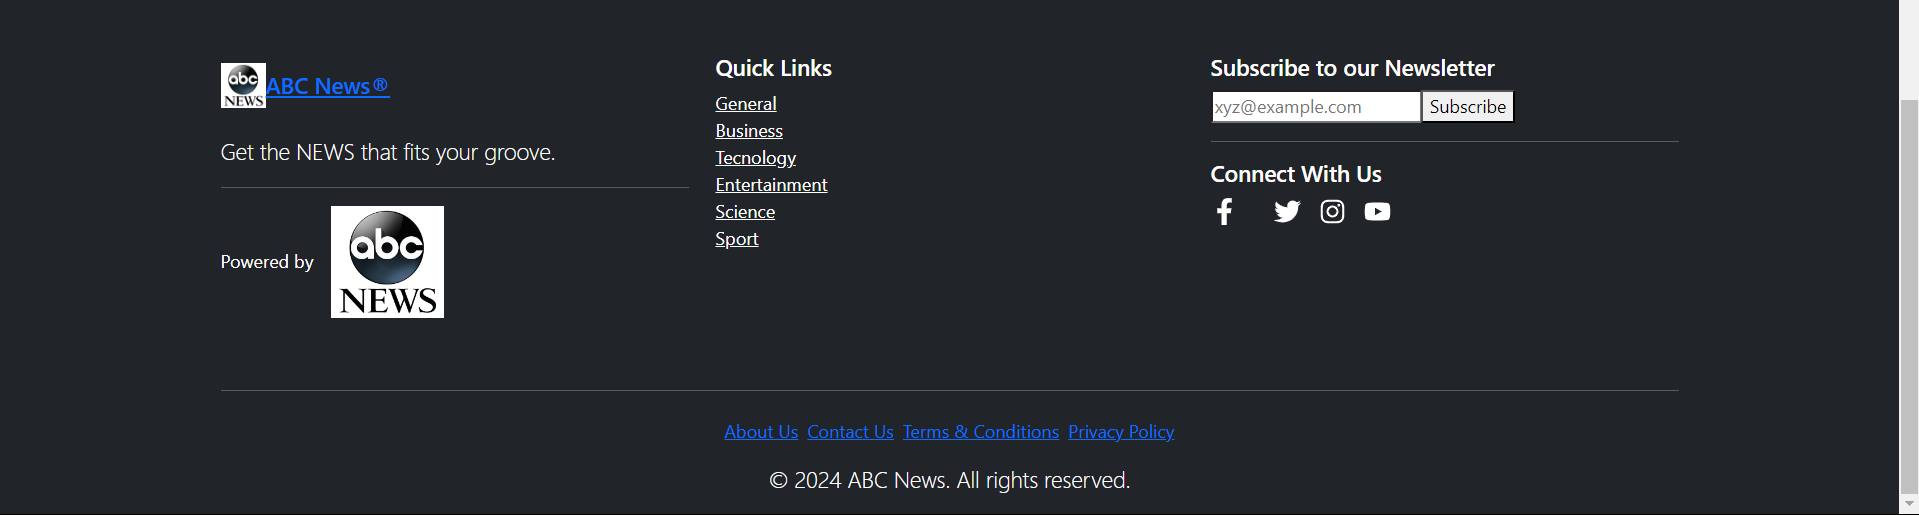 abc
NEWS
ABC News®
Get the NEWS that fits your groove.
Powered by
abc
NEWS
Quick Links
General
Business
Tecnology
Entertainment
Science
Sport
Subscribe to our Newsletter
xyz@example.com Subscribe
Connect With Us
About Us Contact Us Terms & Conditions Privacy Policy
© 2024 ABC News. All rights reserved.